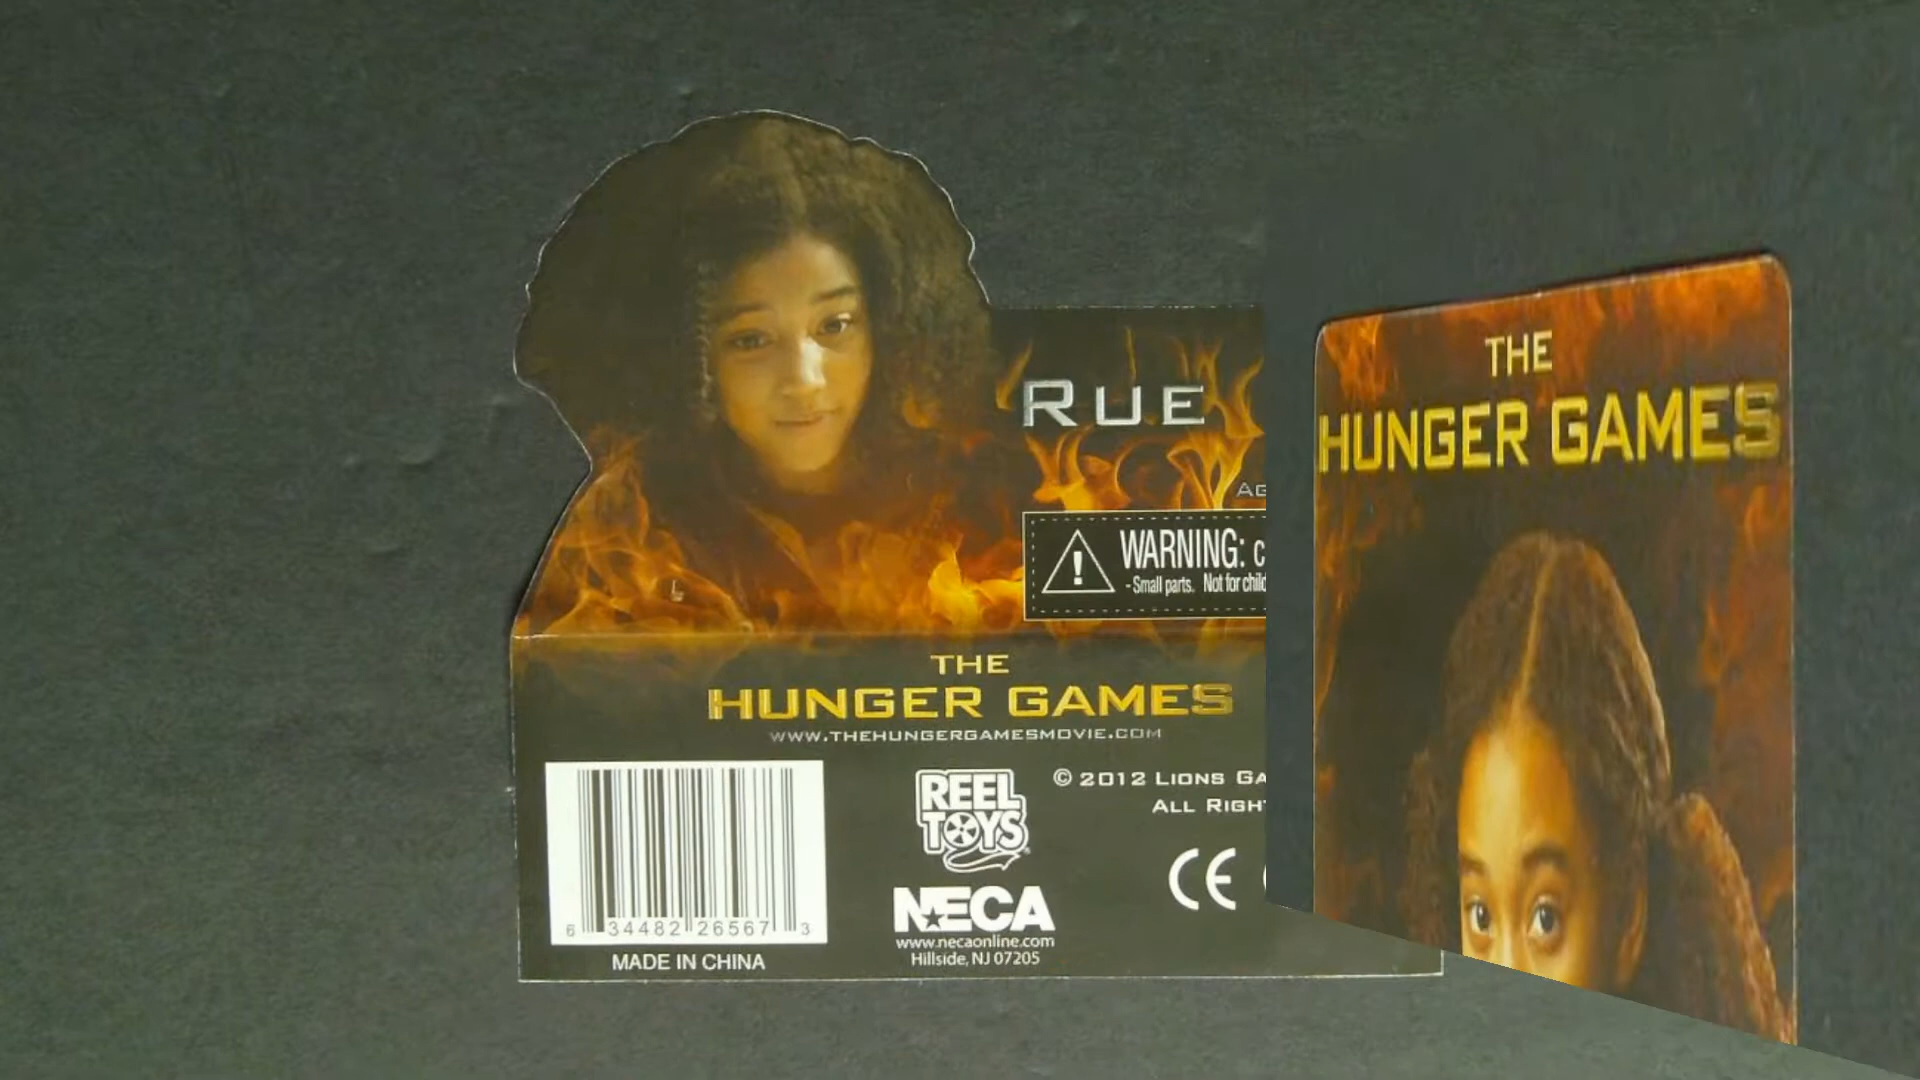 RUE
WARNING:
- Small parts. Not for
THE
HUNGER GAMES
WWW.THEHUNGERGAMESMOVIE.COM
© 2012 LIONS
ALL
REEL
TOYS
NECA
www.necaonline.com
Hillside, NJ 07205
CE
6 34482 26567 3
MADE IN CHINA
THE
HUNGER GAMES